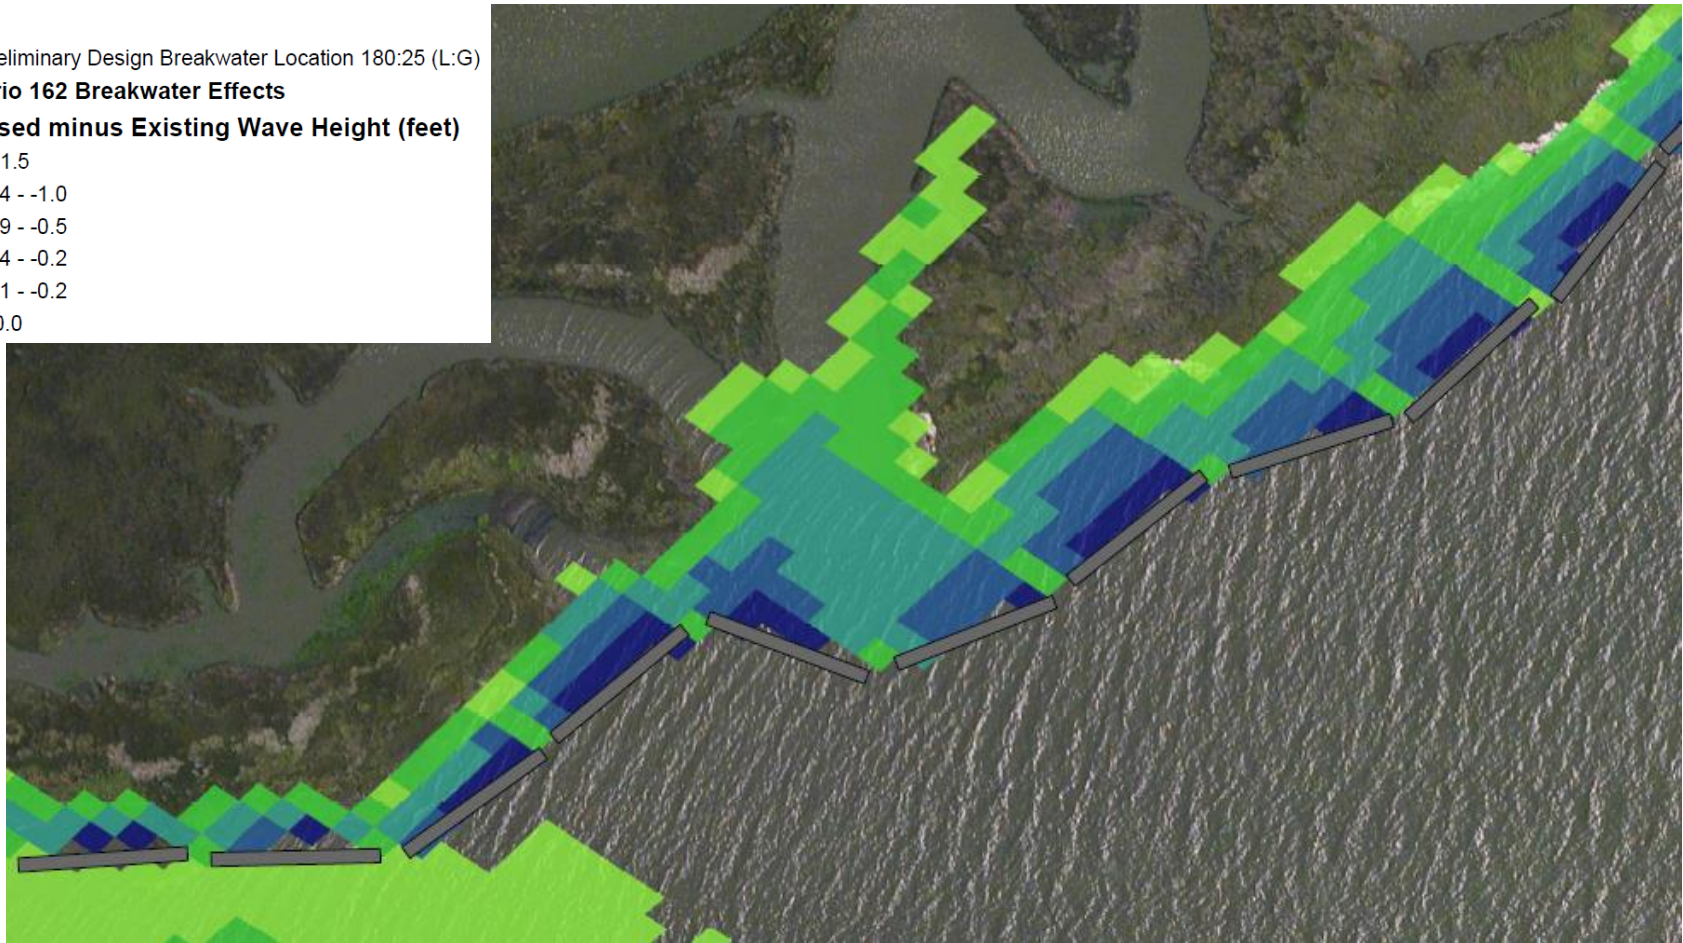 eliminary Design Breakwater Location 180:25 (L:G)
rio 162 Breakwater Effects
sed minus Existing Wave Height (feet)
1.5
4 - -1.0
9 - -0.5
4 - -0.2
1 - -0.2
0.0